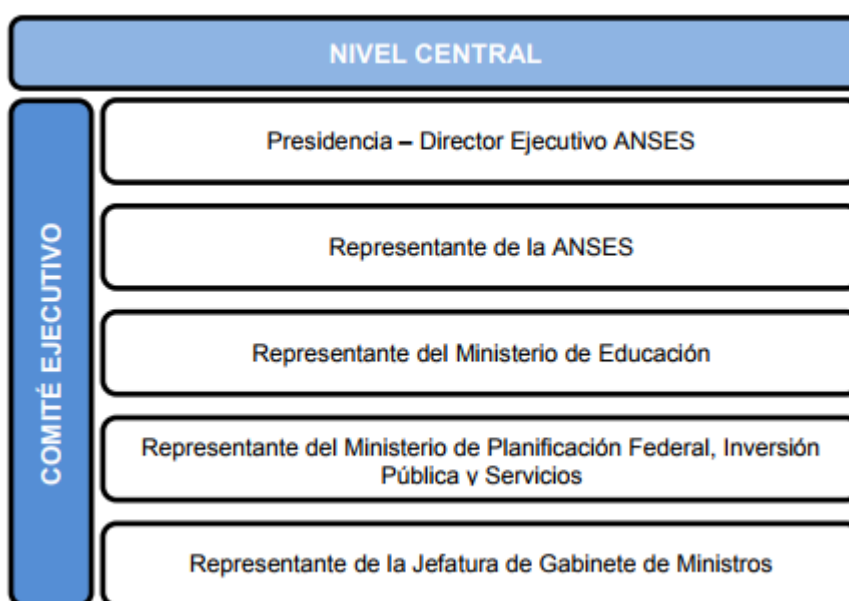 NIVEL CENTRAL
COMITÉ EJECUTIVO
Presidencia – Director Ejecutivo ANSES
Representante de la ANSES
Representante del Ministerio de Educación
Representante del Ministerio de Planificación Federal, Inversión
Pública y Servicios
Representante de la Jefatura de Gabinete de Ministros